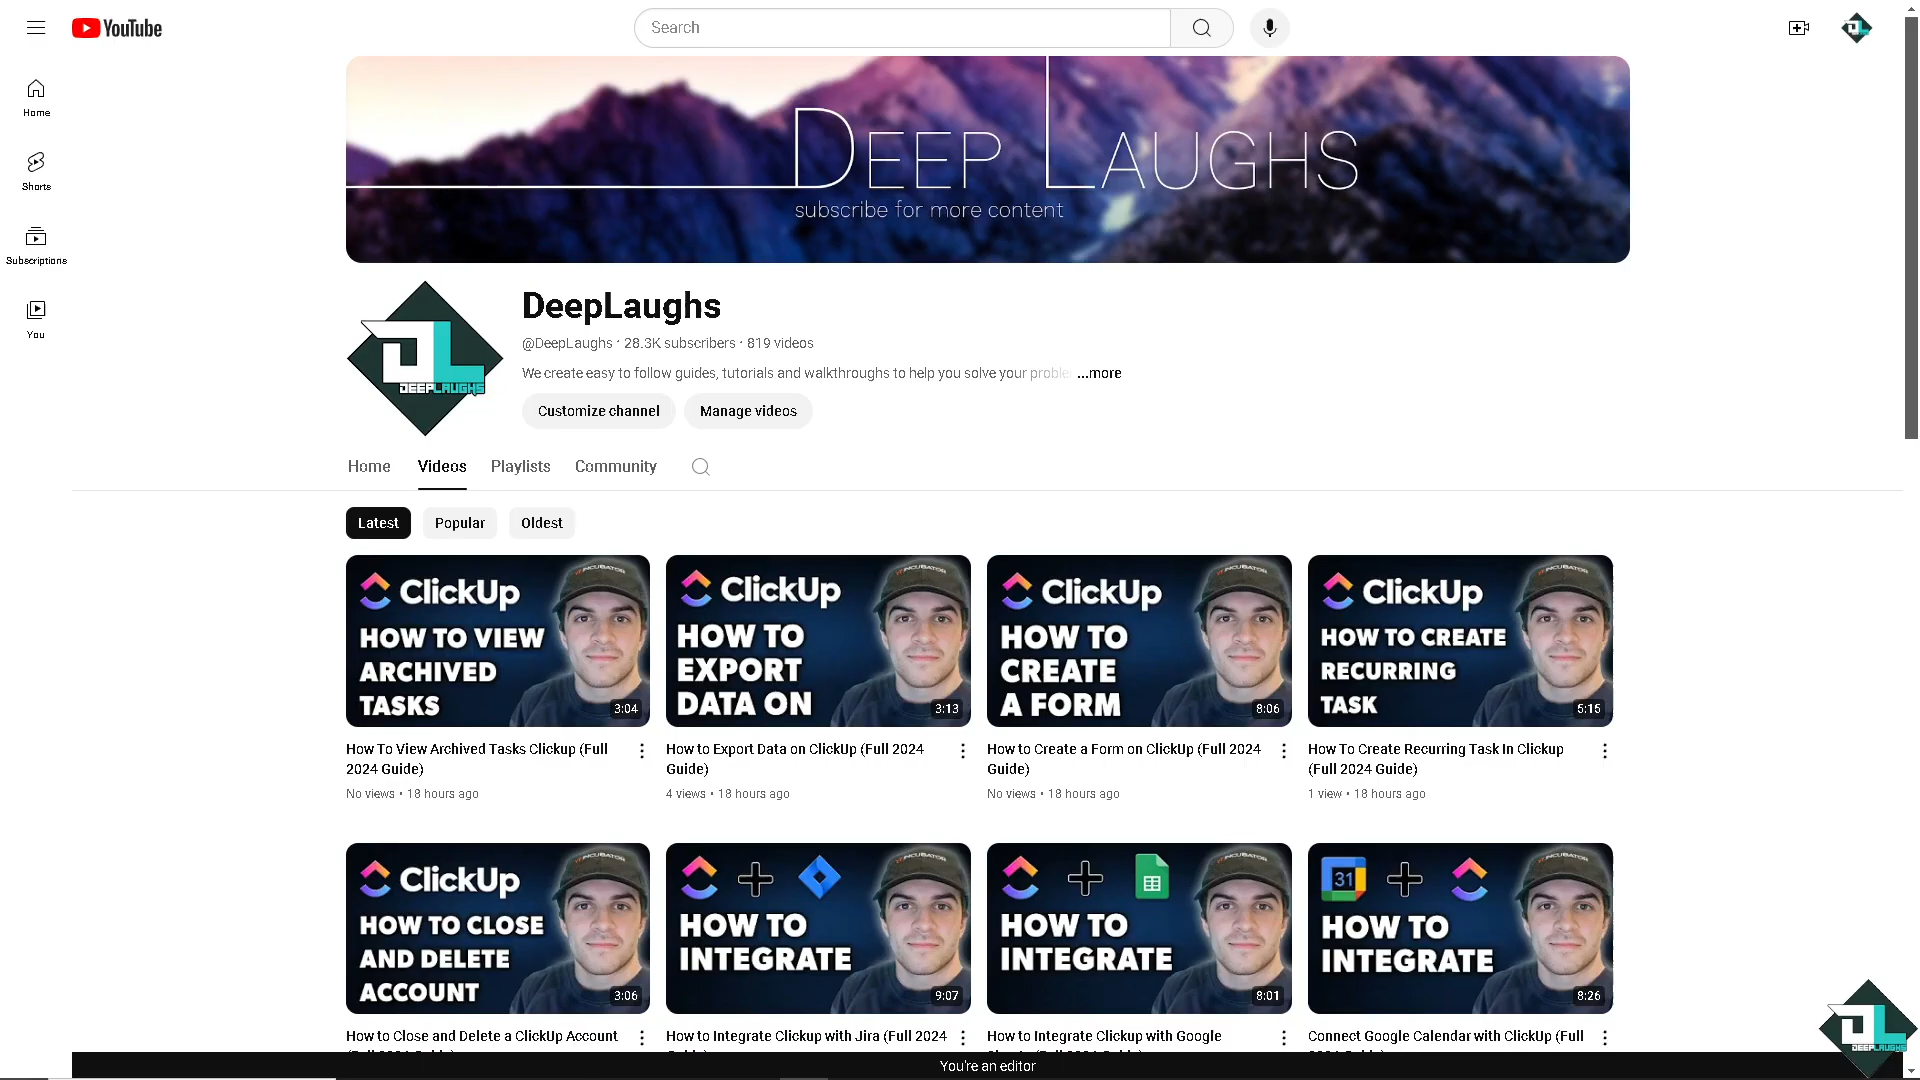 YouTube
Search
Home
Shorts
Subscriptions
You
DEEP LAUGHS
subscribe for more content
DL
DEEPLAUGHS
DeepLaughs
@DeepLaughs · 28.3K subscribers · 819 videos
We create easy to follow guides, tutorials and walkthroughs to help you solve your proble ...more
Customize channel
Manage videos
Home
Videos
Playlists
Community
Latest
Popular
Oldest
ClickUp
HOW TO VIEW
ARCHIVED
TASKS
3:04
How To View Archived Tasks Clickup (Full
2024 Guide)
No views • 18 hours ago
ClickUp
HOW TO
EXPORT
DATA ON
3:13
How to Export Data on ClickUp (Full 2024
Guide)
4 views • 18 hours ago
ClickUp
HOW TO
CREATE
A FORM
8:06
How to Create a Form on ClickUp (Full 2024
Guide)
No views • 18 hours ago
ClickUp
HOW TO CREATE
RECURRING
TASK
5:15
How To Create Recurring Task In Clickup
(Full 2024 Guide)
1 view • 18 hours ago
ClickUp
HOW TO CLOSE
AND DELETE
ACCOUNT
3:06
How to Close and Delete a ClickUp Account
HOW TO
INTEGRATE
9:07
How to Integrate Clickup with Jira (Full 2024
HOW TO
INTEGRATE
8:01
How to Integrate Clickup with Google
31
HOW TO
INTEGRATE
8:26
Connect Google Calendar with ClickUp (Full
You're an editor
DL
DEEPLAUGHS